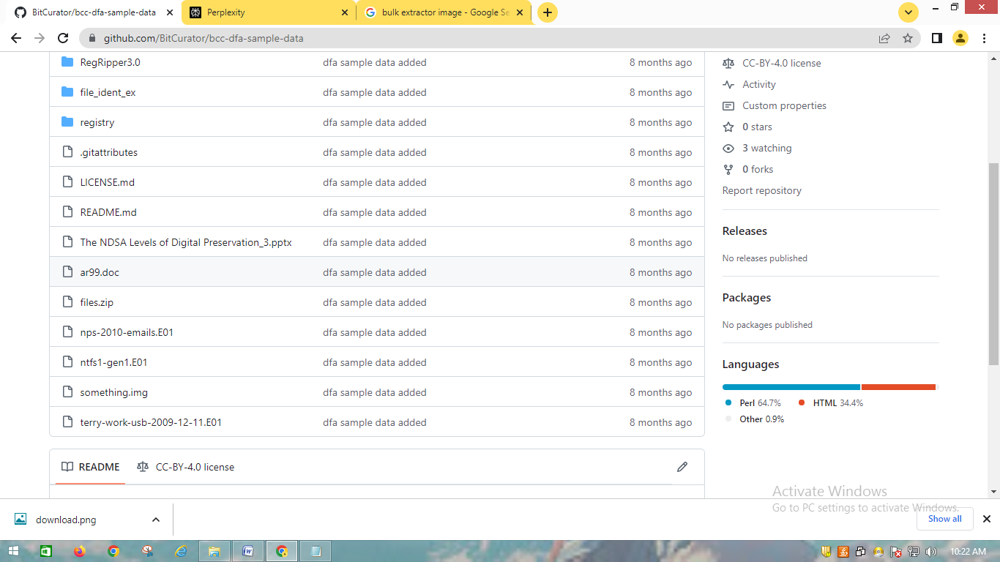 BitCurator/bcc-dfa-sample-data
Perplexity
bulk extractor image - Google Se
github.com/BitCurator/bcc-dfa-sample-data
RegRipper3.0 dfa sample data added 8 months ago
file_ident_ex dfa sample data added 8 months ago
registry dfa sample data added 8 months ago
.gitattributes dfa sample data added 8 months ago
LICENSE.md dfa sample data added 8 months ago
README.md dfa sample data added 8 months ago
The NDSA Levels of Digital Preservation_3.pptx dfa sample data added 8 months ago
ar99.doc dfa sample data added 8 months ago
files.zip dfa sample data added 8 months ago
nps-2010-emails.E01 dfa sample data added 8 months ago
ntfs1-gen1.E01 dfa sample data added 8 months ago
something.img dfa sample data added 8 months ago
terry-work-usb-2009-12-11.E01 dfa sample data added 8 months ago
README CC-BY-4.0 license
CC-BY-4.0 license
Activity
Custom properties
0 stars
3 watching
0 forks
Report repository
Releases
No releases published
Packages
No packages published
Languages
Perl 64.7% HTML 34.4%
Other 0.9%
Activate Windows
Go to PC settings to activate Windows.
download.png
Show all
10:22 AM